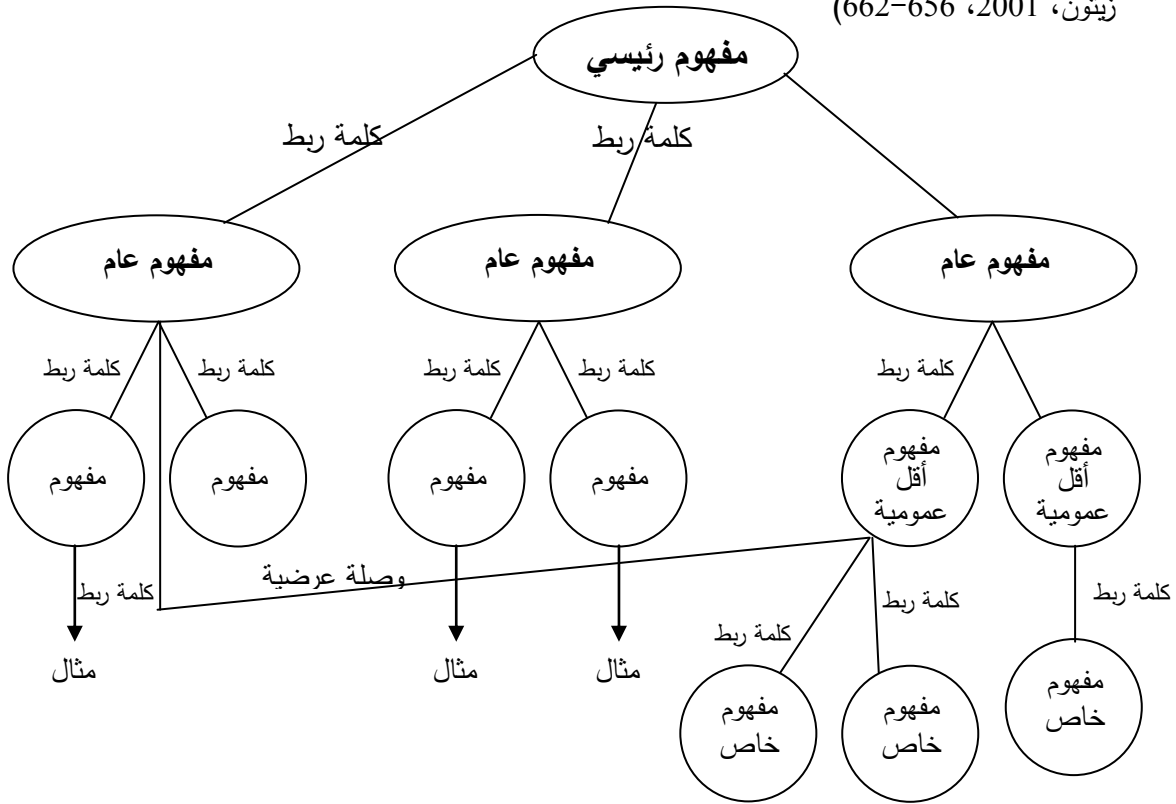 زيتون، 2001، 656-662)
مفهوم رئيسي
كلمة ربط
كلمة ربط
مفهوم عام
مفهوم عام
مفهوم عام
كلمة ربط
كلمة ربط
كلمة ربط
كلمة ربط
كلمة ربط
مفهوم
أقل
عمومية
مفهوم
أقل
عمومية
مفهوم
مفهوم
مفهوم
مفهوم
وصلة عرضية
كلمة ربط
كلمة ربط
كلمة ربط
كلمة ربط
مثال
مثال
مثال
مفهوم
خاص
مفهوم
خاص
مفهوم
خاص